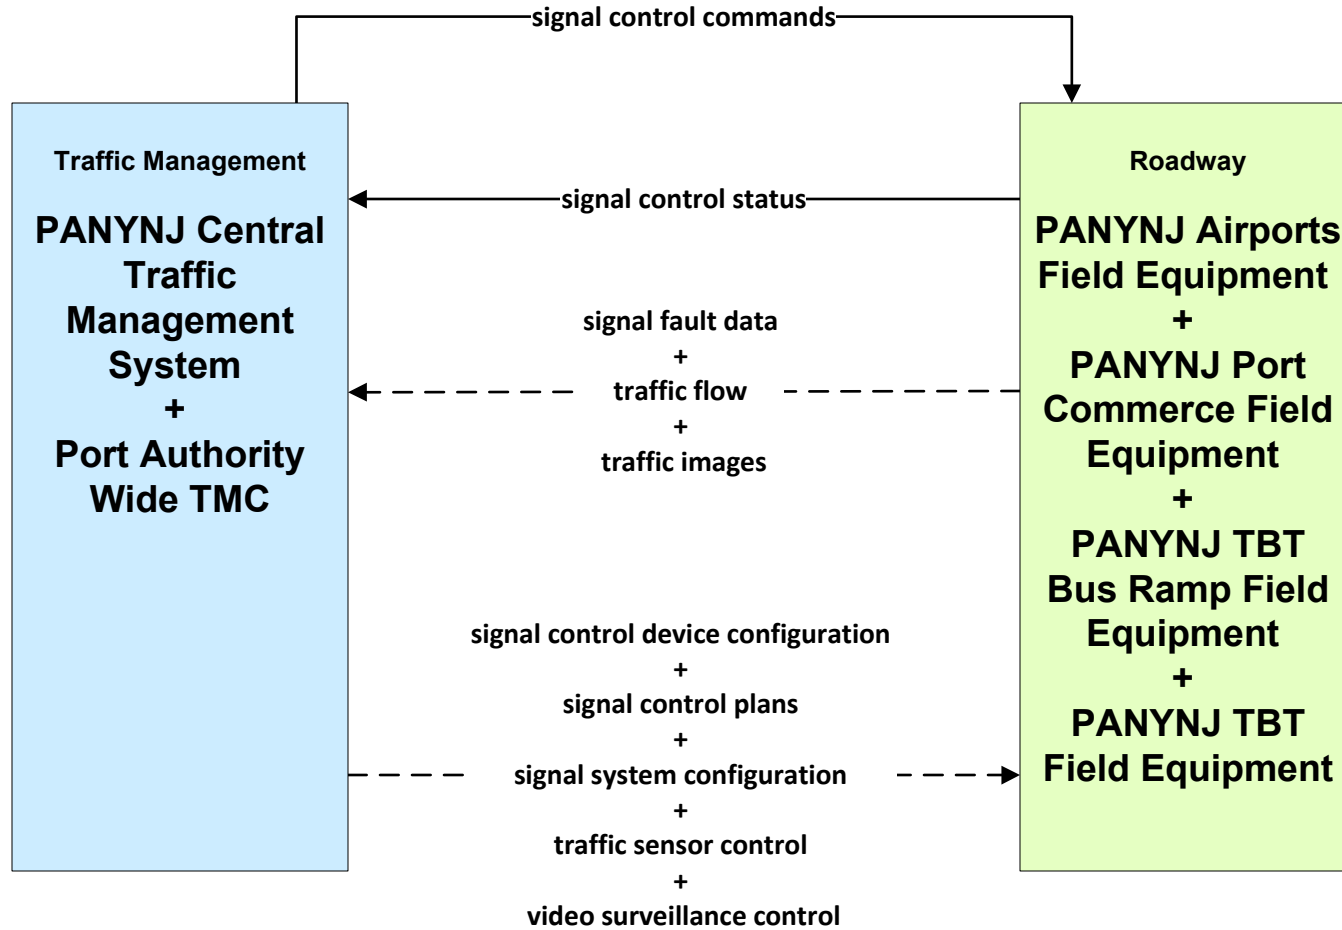 signal control commands
Traffic Management
PANYNJ Central
Traffic
Management
System
+
Port Authority
Wide TMC
signal control status
signal fault data
+
traffic flow
+
traffic images
signal control device configuration
+
signal control plans
+
signal system configuration
+
traffic sensor control
+
video surveillance control
Roadway
PANYNJ Airports
Field Equipment
+
PANYNJ Port
Commerce Field
Equipment
+
PANYNJ TBT
Bus Ramp Field
Equipment
+
PANYNJ TBT
Field Equipment